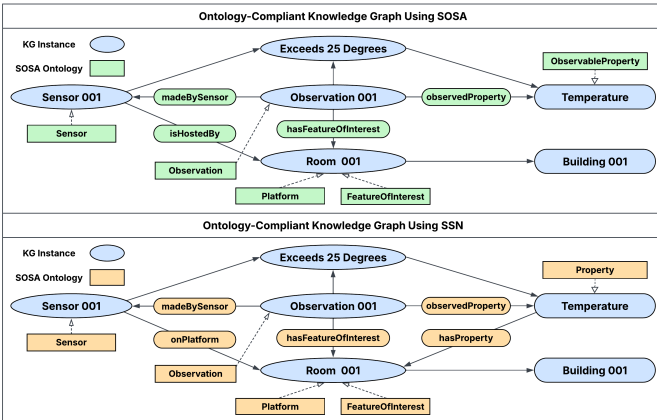 Ontology-Compliant Knowledge Graph Using SOSA
KG Instance
SOSA Ontology
Exceeds 25 Degrees
ObservableProperty
Sensor 001
madeBySensor
Observation 001
observedProperty
Temperature
Sensor
isHostedBy
hasFeatureOfInterest
Observation
Room 001
Building 001
Platform
FeatureOfInterest
Ontology-Compliant Knowledge Graph Using SSN
KG Instance
SOSA Ontology
Exceeds 25 Degrees
Property
Sensor 001
madeBySensor
Observation 001
observedProperty
Temperature
Sensor
onPlatform
hasFeatureOfInterest
hasProperty
Observation
Room 001
Building 001
Platform
FeatureOfInterest